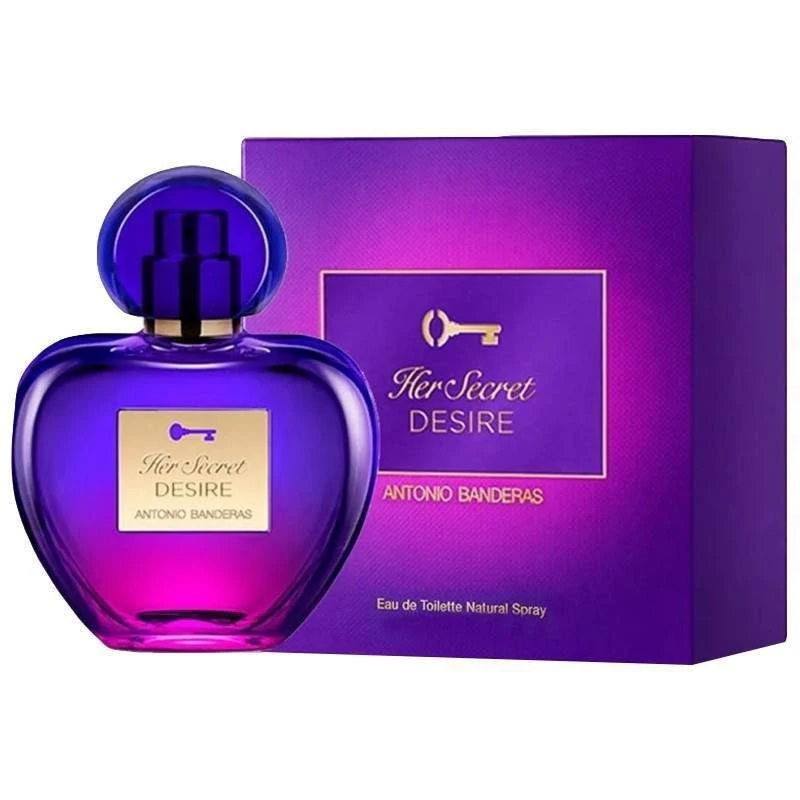 Her Secret
DESIRE
ANTONIO BANDERAS
Her Secret
DESIRE
ANTONIO BANDERAS
Eau de Toilette Natural Spray